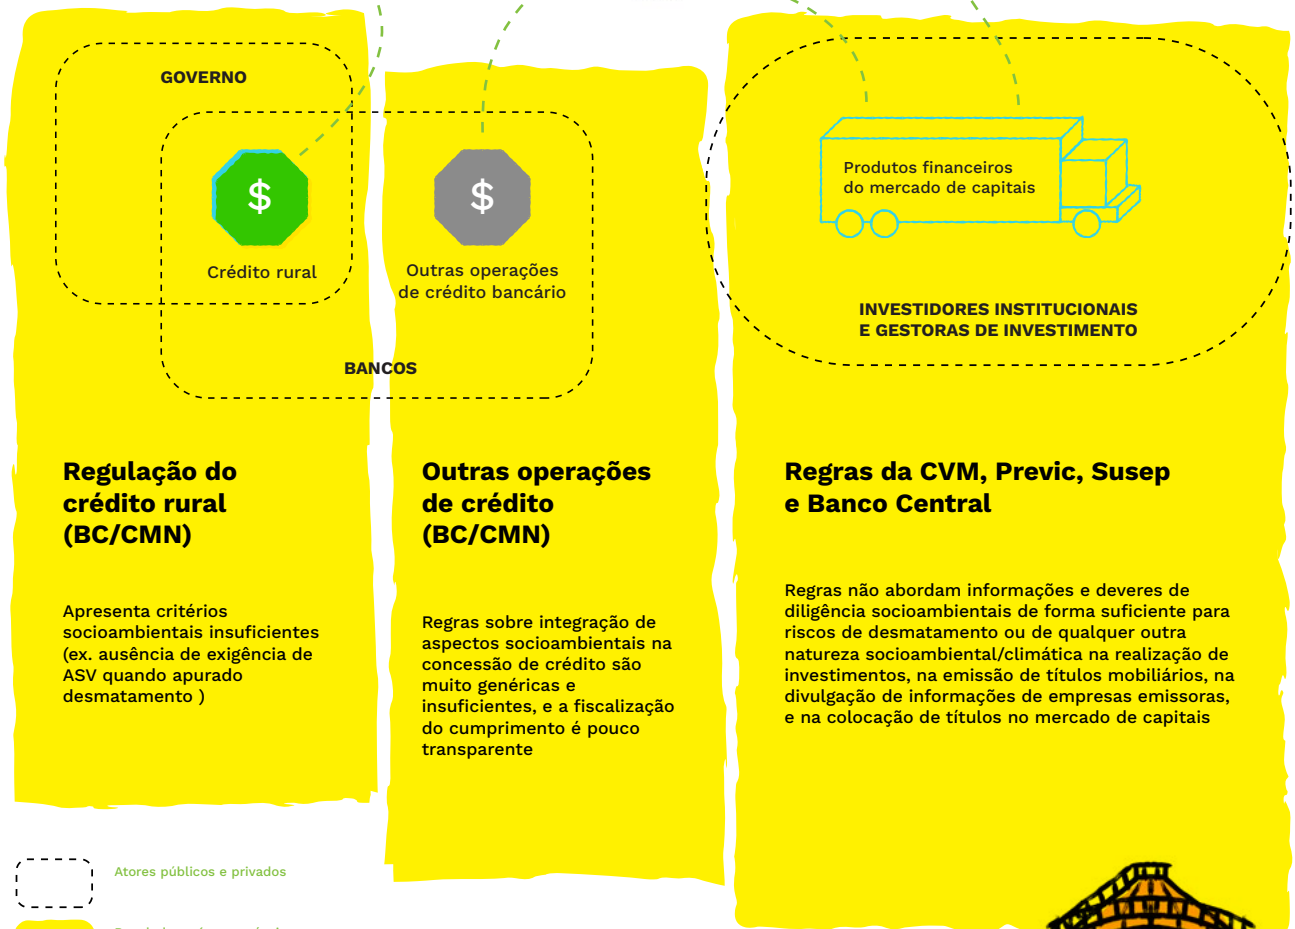 GOVERNO
$
Crédito rural
$
Outras operações
de crédito bancário
BANCOS
Produtos financeiros
do mercado de capitais
INVESTIDORES INSTITUCIONAIS
E GESTORAS DE INVESTIMENTO
Regulação do
crédito rural
(BC/CMN)
Apresenta critérios
socioambientais insuficientes
(ex. ausência de exigência de
ASV quando apurado
desmatamento )
Outras operações
de crédito
(BC/CMN)
Regras sobre integração de
aspectos socioambientais na
concessão de crédito são
muito genéricas e
insuficientes, e a fiscalização
do cumprimento é pouco
transparente
Regras da CVM, Previc, Susep
e Banco Central
Regras não abordam informações e deveres de
diligência socioambientais de forma suficiente para
riscos de desmatamento ou de qualquer outra
natureza socioambiental/climática na realização de
investimentos, na emissão de títulos mobiliários, na
divulgação de informações de empresas emissoras,
e na colocação de títulos no mercado de capitais
Atores públicos e privados